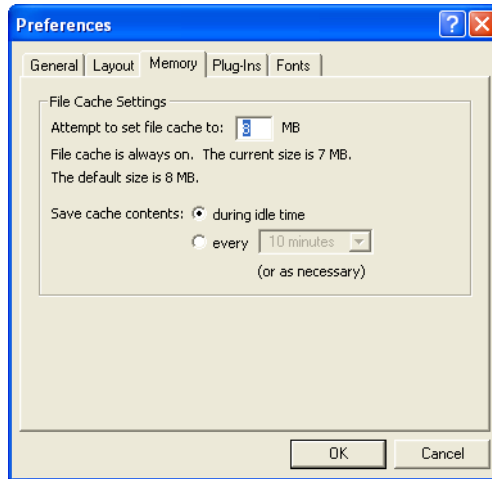 Preferences
General Layout Memory Plug-Ins Fonts
File Cache Settings
Attempt to set file cache to: 8 MB
File cache is always on. The current size is 7 MB.
The default size is 8 MB.
Save cache contents: during idle time
every 10 minutes
(or as necessary)
OK Cancel